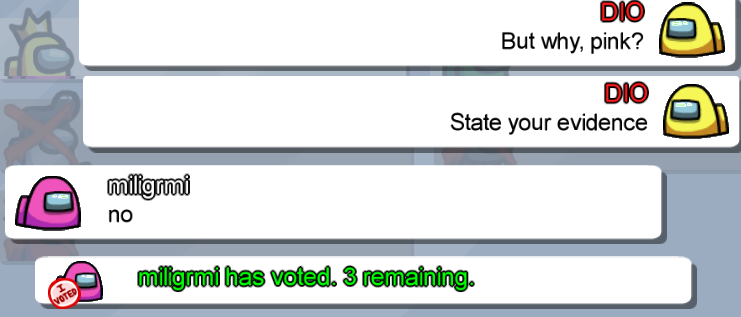 DIO
But why, pink?
DIO
State your evidence
miligrmi
no
I VOTED
miligrmi has voted. 3 remaining.